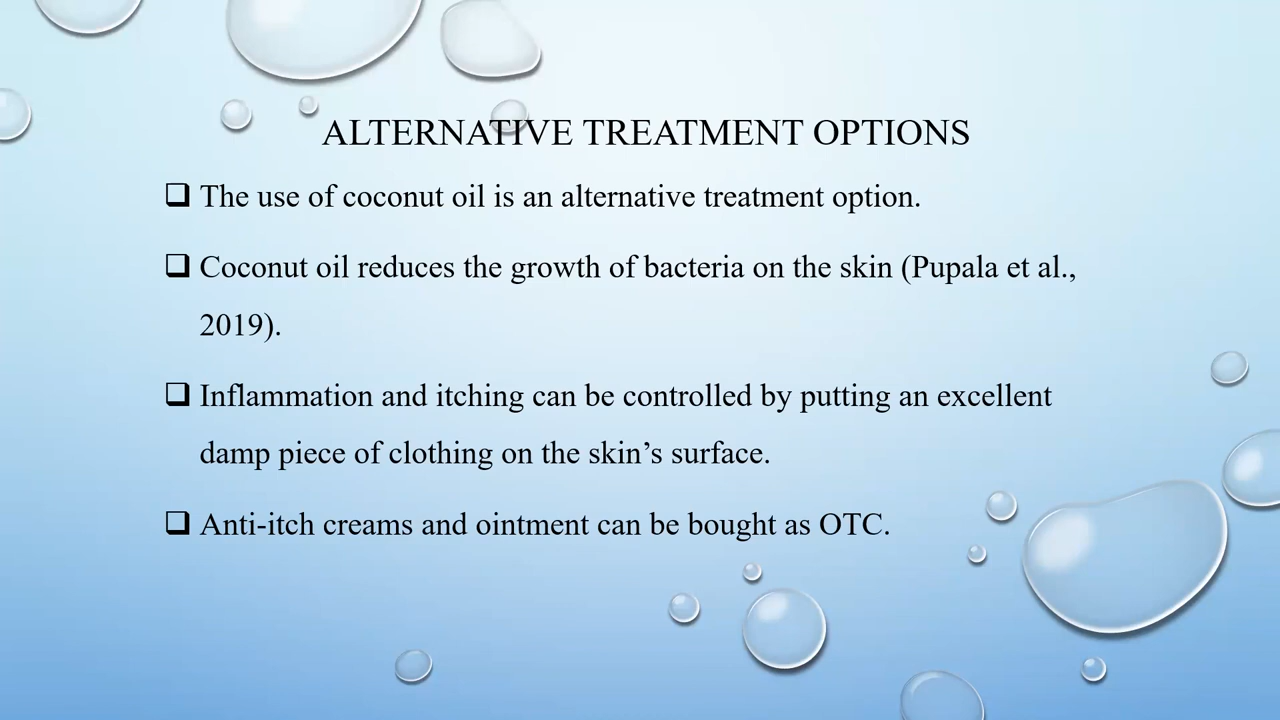 ALTERNATIVE TREATMENT OPTIONS
The use of coconut oil is an alternative treatment option.
Coconut oil reduces the growth of bacteria on the skin (Pupala et al.,
2019).
Inflammation and itching can be controlled by putting an excellent
damp piece of clothing on the skin’s surface.
Anti-itch creams and ointment can be bought as OTC.